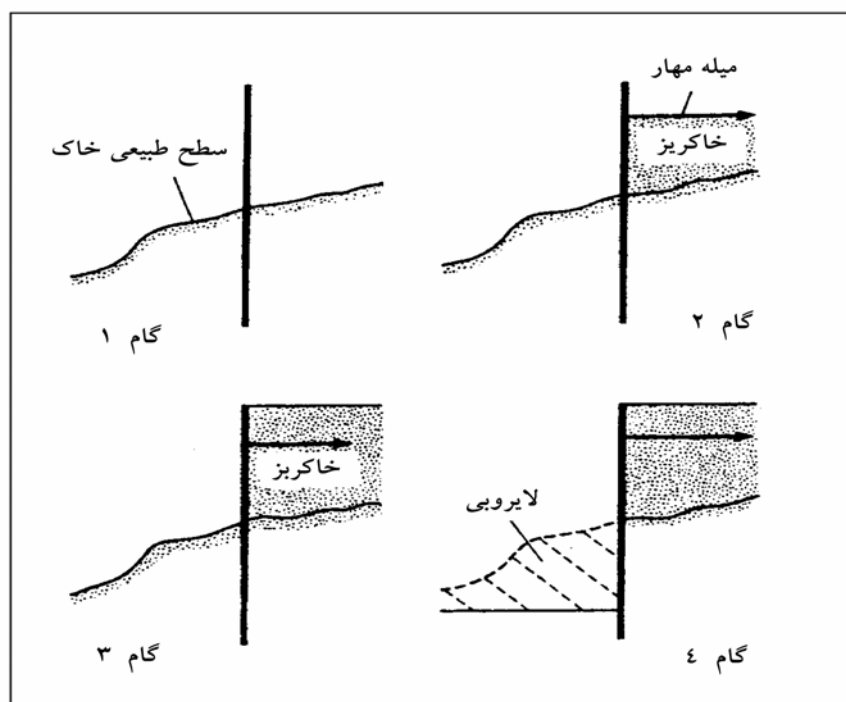 سطح طبیعی خاک
گام ۱
میله مهار
خاکریز
گام ۲
خاکریز
گام ۳
لایروبی
گام ٤